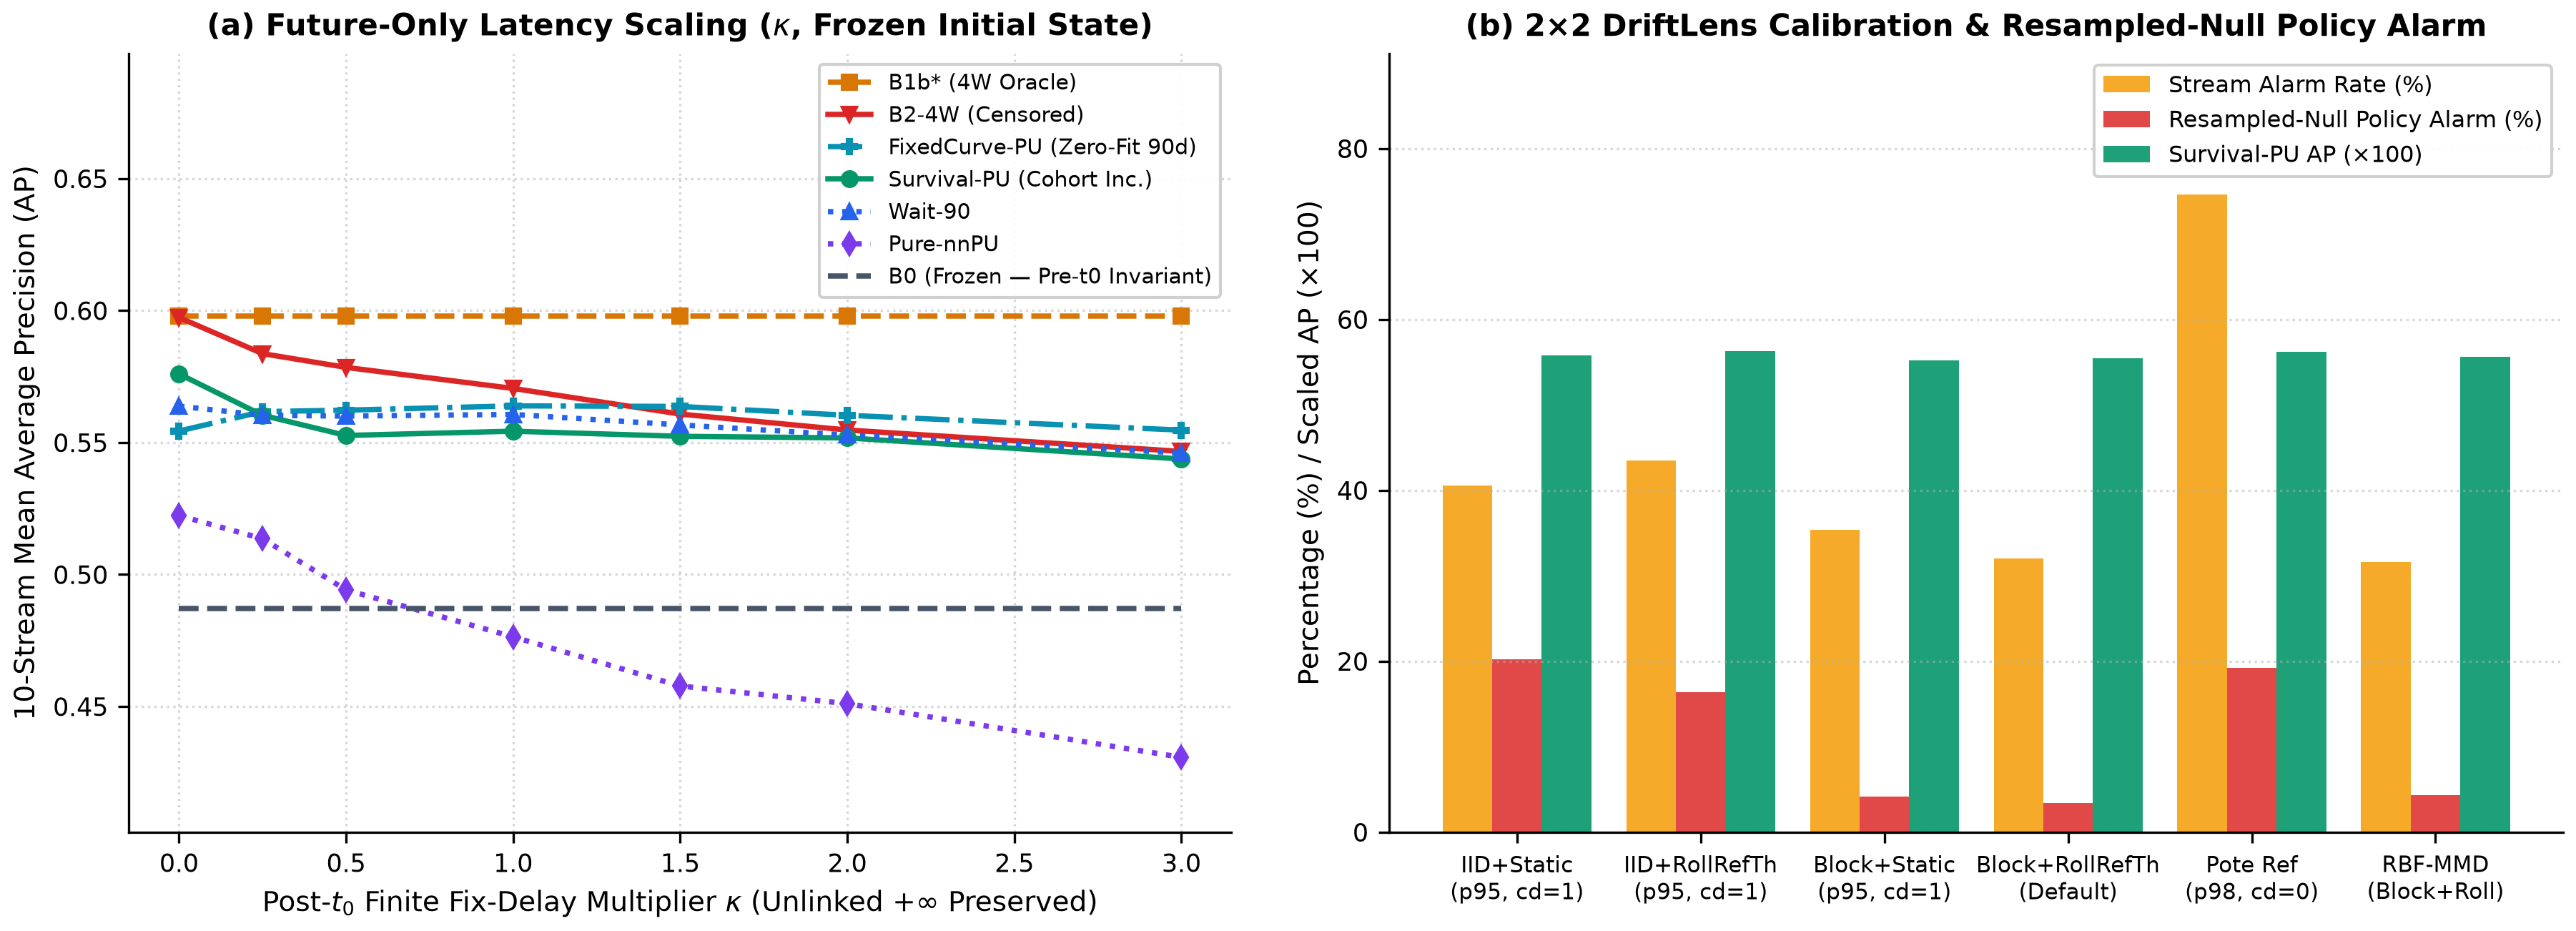 (a) Future-Only Latency Scaling (κ, Frozen Initial State)
10-Stream Mean Average Precision (AP)
0.65
0.60
0.55
0.50
0.45
B1b* (4W Oracle)
B2-4W (Censored)
FixedCurve-PU (Zero-Fit 90d)
Survival-PU (Cohort Inc.)
Wait-90
Pure-nnPU
B0 (Frozen — Pre-t0 Invariant)
0.0 0.5 1.0 1.5 2.0 2.5 3.0
Post-t₀ Finite Fix-Delay Multiplier κ (Unlinked +∞ Preserved)
(b) 2×2 DriftLens Calibration & Resampled-Null Policy Alarm
Percentage (%) / Scaled AP (×100)
80
60
40
20
0
Stream Alarm Rate (%)
Resampled-Null Policy Alarm (%)
Survival-PU AP (×100)
IID+Static
(p95, cd=1)
IID+RollRefTh
(p95, cd=1)
Block+Static
(p95, cd=1)
Block+RollRefTh
(Default)
Pote Ref
(p98, cd=0)
RBF-MMD
(Block+Roll)